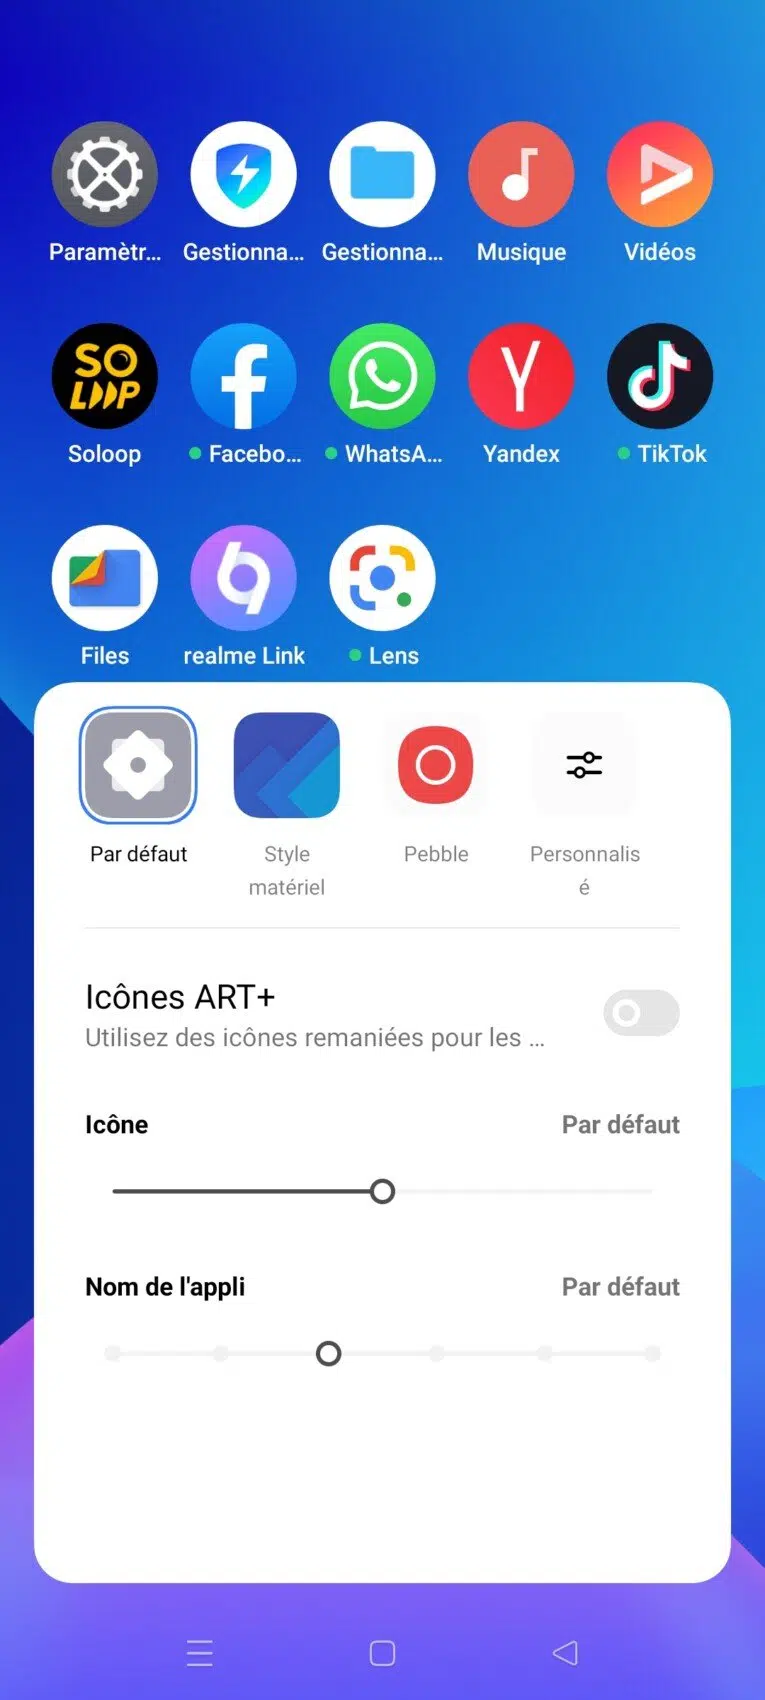 Paramètr... Gestionna... Gestionna... Musique Vidéos
SO
LOOP
Soloop Facebo... WhatsA... Yandex TikTok
Files realme Link Lens
Par défaut Style Pebble Personnalis
matériel é
Icônes ART+
Utilisez des icônes remaniées pour les ...
Icône Par défaut
Nom de l'appli Par défaut